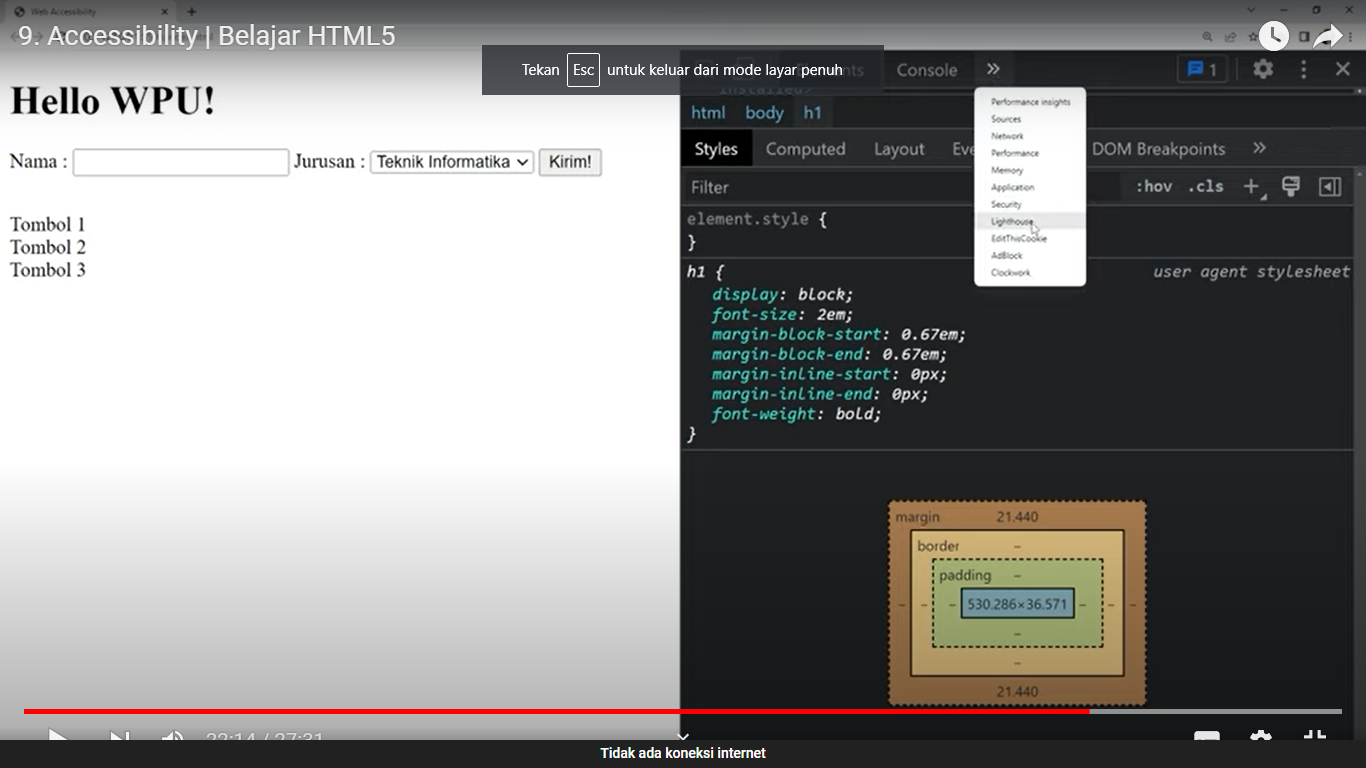 Web Accessibility
9. Accessibility | Belajar HTML5
Tekan Esc untuk keluar dari mode layar penuh
Console
1
Hello WPU!
Nama :
Jurusan : Teknik Informatika Kirim!
Tombol 1
Tombol 2
Tombol 3
html body h1
Performance insights
Sources
Network
Performance
Memory
Application
Security
Lighthouse
EditThisCookie
AdBlock
Clockwork
Styles Computed Layout DOM Breakpoints
Filter :hov .cls
element.style {
}
h1 { user agent stylesheet
display: block;
font-size: 2em;
margin-block-start: 0.67em;
margin-block-end: 0.67em;
margin-inline-start: 0px;
margin-inline-end: 0px;
font-weight: bold;
}
margin 21.440
border –
padding –
– – – 530.286×36.571 – – –
–
–
21.440
22:14 / 27:31
Tidak ada koneksi internet